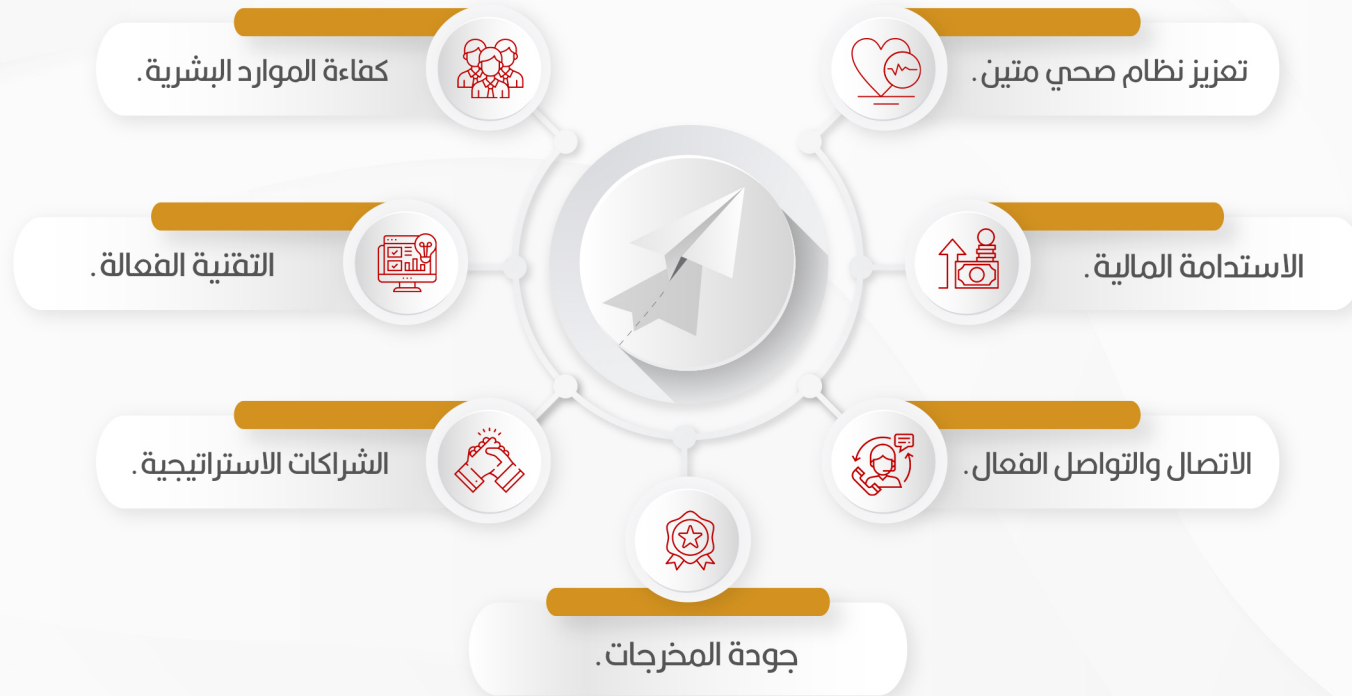 تعزيز نظام صحي متين.
كفاءة الموارد البشرية.
الاستدامة المالية.
التقنية الفعالة.
الاتصال والتواصل الفعال.
الشراكات الاستراتيجية.
جودة المخرجات.